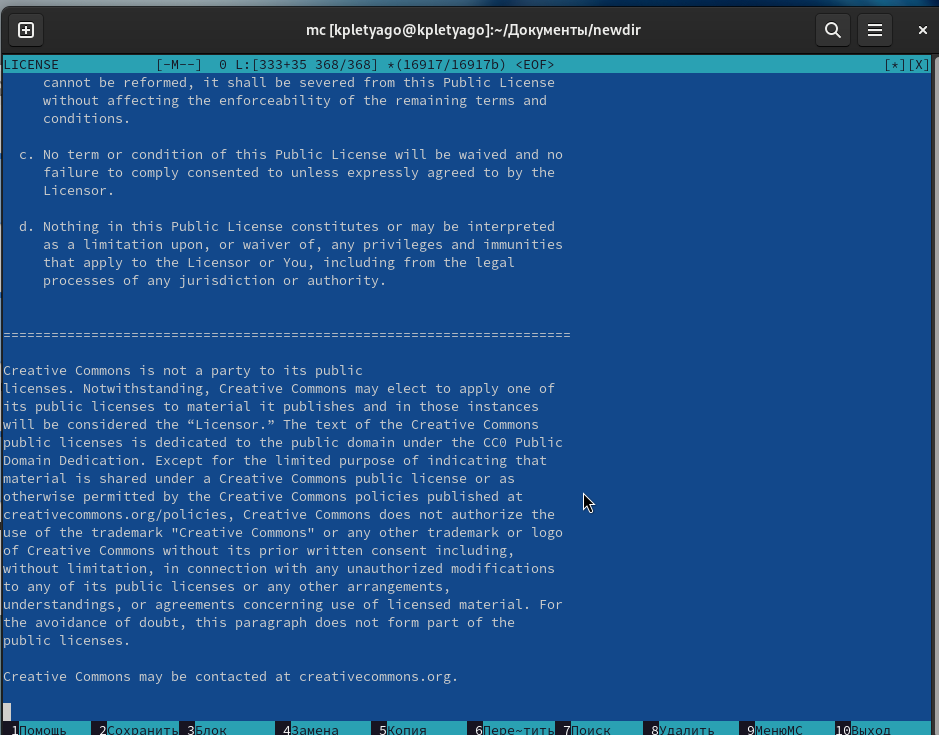 mc [kpletyago@kpletyago]:~/Документы/newdir
LICENSE [-M--] 0 L:[333+35 368/368] *(16917/16917b) <EOF> [*][X]
cannot be reformed, it shall be severed from this Public License
without affecting the enforceability of the remaining terms and
conditions.
c. No term or condition of this Public License will be waived and no
failure to comply consented to unless expressly agreed to by the
Licensor.
d. Nothing in this Public License constitutes or may be interpreted
as a limitation upon, or waiver of, any privileges and immunities
that apply to the Licensor or You, including from the legal
processes of any jurisdiction or authority.
=======================================================================
Creative Commons is not a party to its public
licenses. Notwithstanding, Creative Commons may elect to apply one of
its public licenses to material it publishes and in those instances
will be considered the “Licensor.” The text of the Creative Commons
public licenses is dedicated to the public domain under the CC0 Public
Domain Dedication. Except for the limited purpose of indicating that
material is shared under a Creative Commons public license or as
otherwise permitted by the Creative Commons policies published at
creativecommons.org/policies, Creative Commons does not authorize the
use of the trademark "Creative Commons" or any other trademark or logo
of Creative Commons without its prior written consent including,
without limitation, in connection with any unauthorized modifications
to any of its public licenses or any other arrangements,
understandings, or agreements concerning use of licensed material. For
the avoidance of doubt, this paragraph does not form part of the
public licenses.
Creative Commons may be contacted at creativecommons.org.
1Помощь 2Сохранить 3Блок 4Замена 5Копия 6Пере~тить 7Поиск 8Удалить 9МенюMC 10Выход